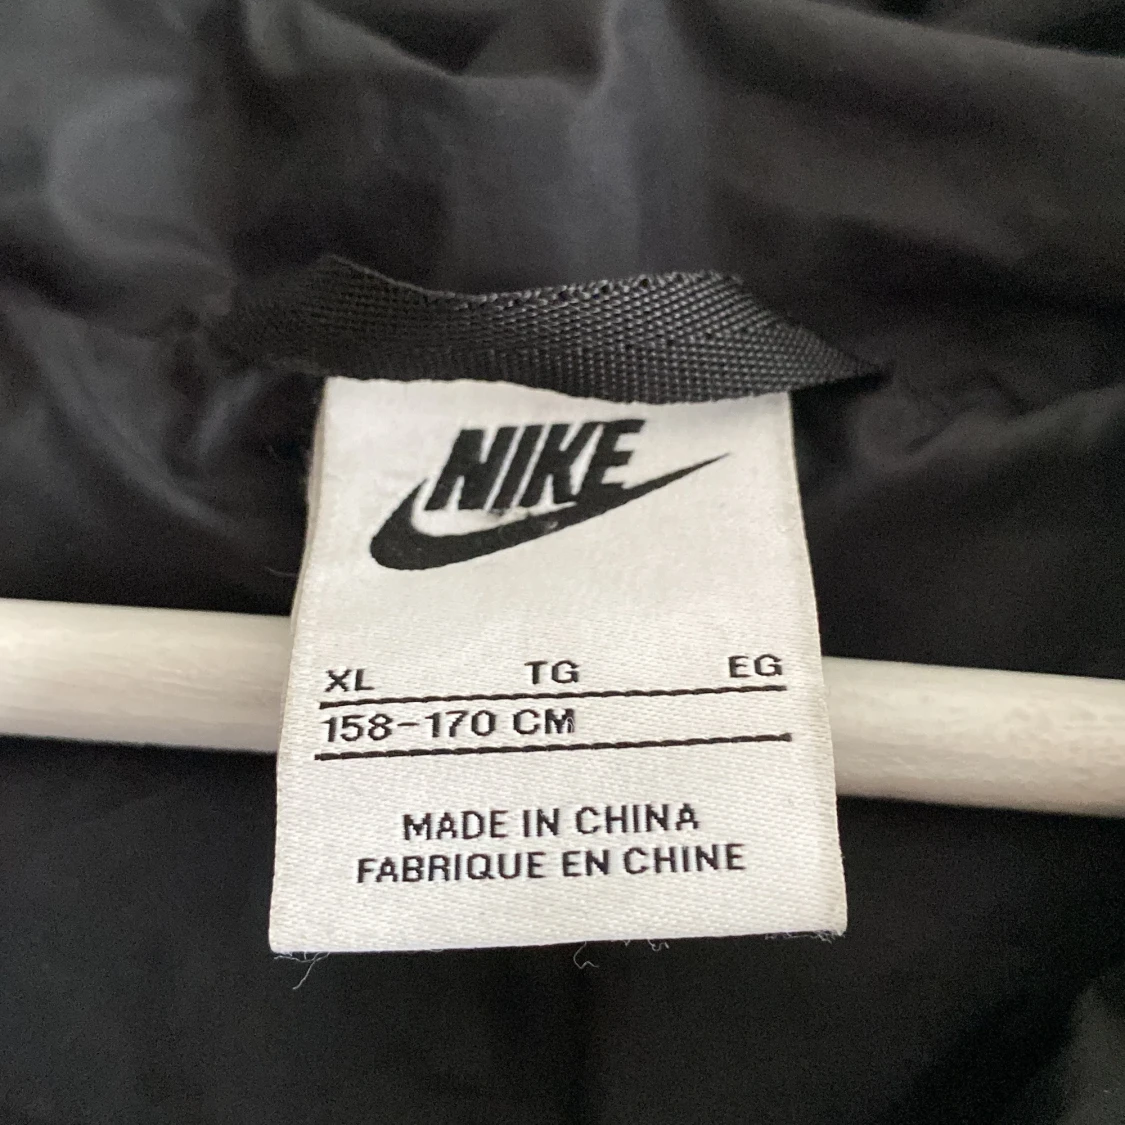 NIKE
XL TG EG
158-170 CM
MADE IN CHINA
FABRIQUE EN CHINE